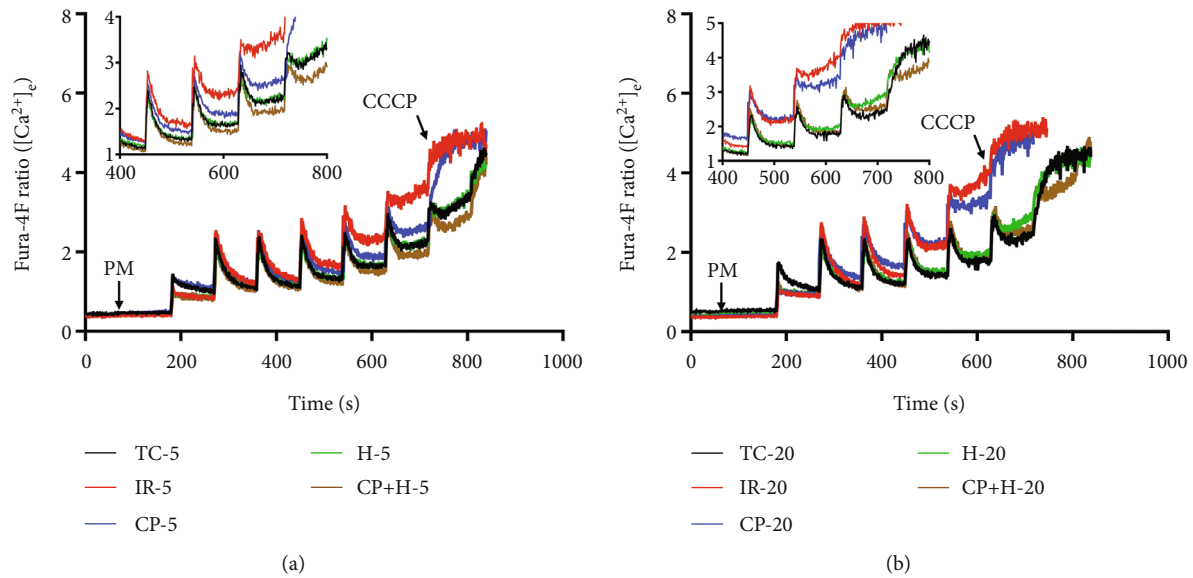 8
6
4
2
0
Fura-4F ratio ([Ca²⁺]ₑ)
4
3
2
1
400 500 600 800
PM
CCCP
0 200 400 600 800 1000
Time (s)
TC-5 H-5
IR-5 CP+H-5
CP-5
(a)
8
6
4
2
0
Fura-4F ratio ([Ca²⁺]ₑ)
5
4
3
2
1
400 500 600 700 800
PM
CCCP
0 200 400 600 800 1000
Time (s)
TC-20 H-20
IR-20 CP+H-20
CP-20
(b)